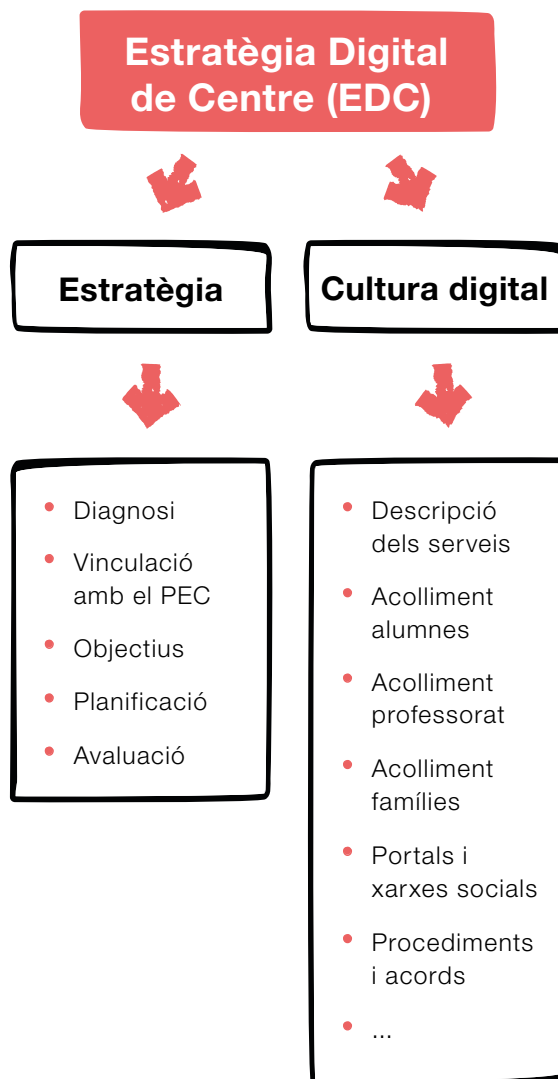 Estratègia Digital
de Centre (EDC)
Estratègia
Cultura digital
• Diagnosi
• Vinculació
amb el PEC
• Objectius
• Planificació
• Avaluació
• Descripció
dels serveis
• Acolliment
alumnes
• Acolliment
professorat
• Acolliment
famílies
• Portals i
xarxes socials
• Procediments
i acords
• ...